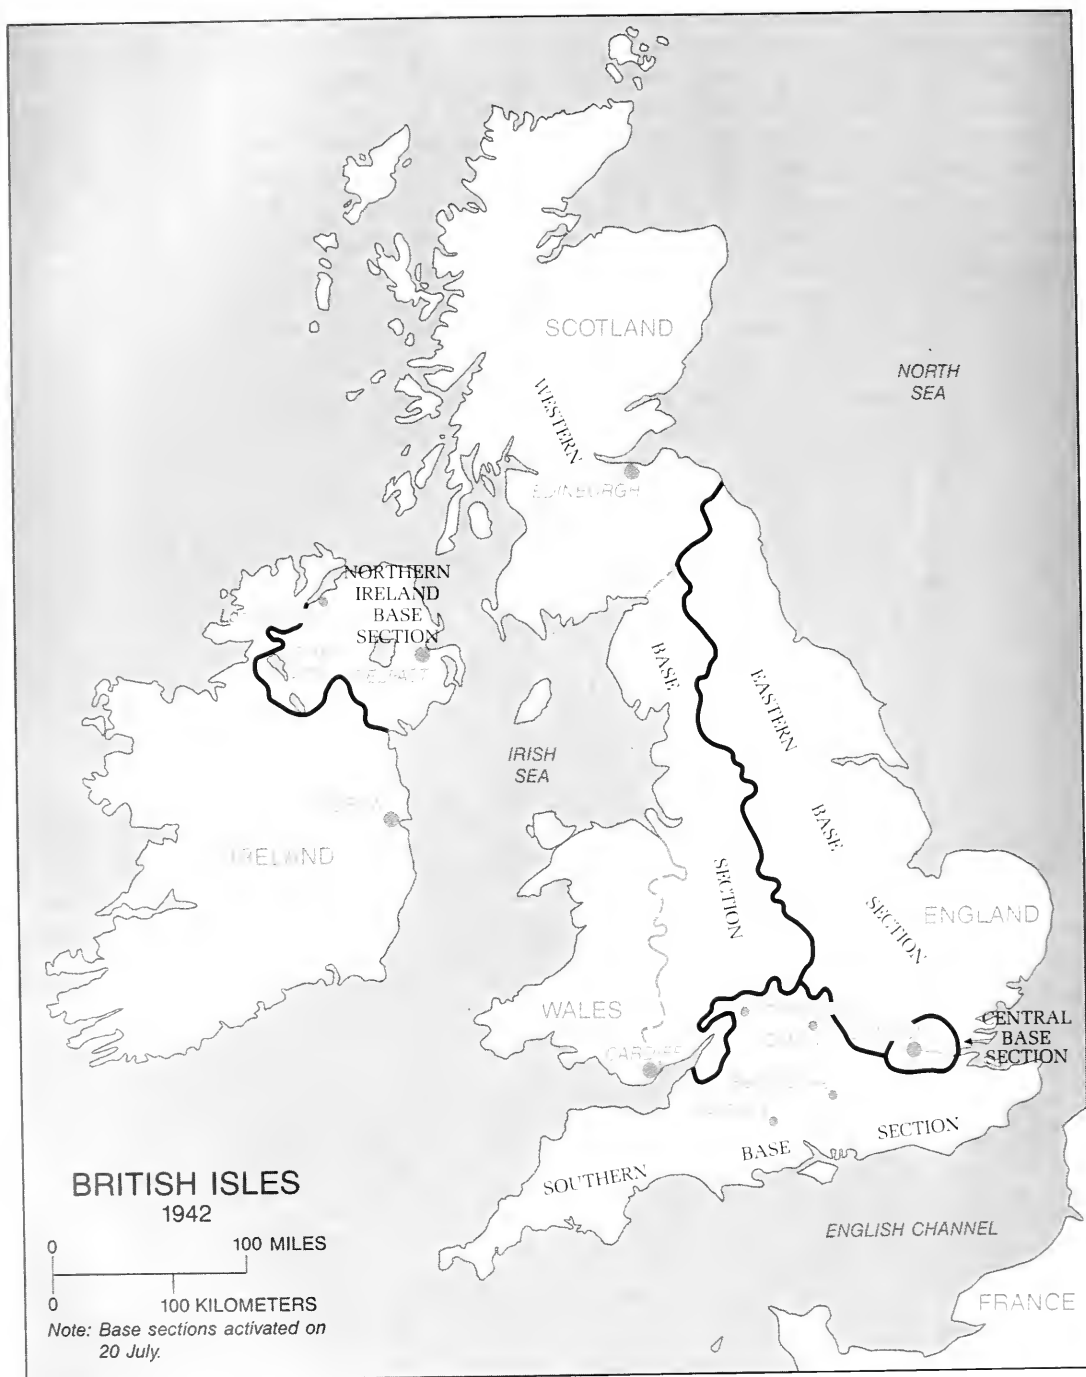 SCOTLAND
NORTH
SEA
WESTERN
EDINBURGH
NORTHERN
IRELAND
BASE
SECTION
BASE
EASTERN
IRISH
SEA
BASE
IRELAND
SECTION
SECTION
ENGLAND
WALES
CENTRAL
BASE
SECTION
CARDIFF
SOUTHERN BASE SECTION
BRITISH ISLES
1942
0 100 MILES
0 100 KILOMETERS
Note: Base sections activated on
20 July.
ENGLISH CHANNEL
FRANCE